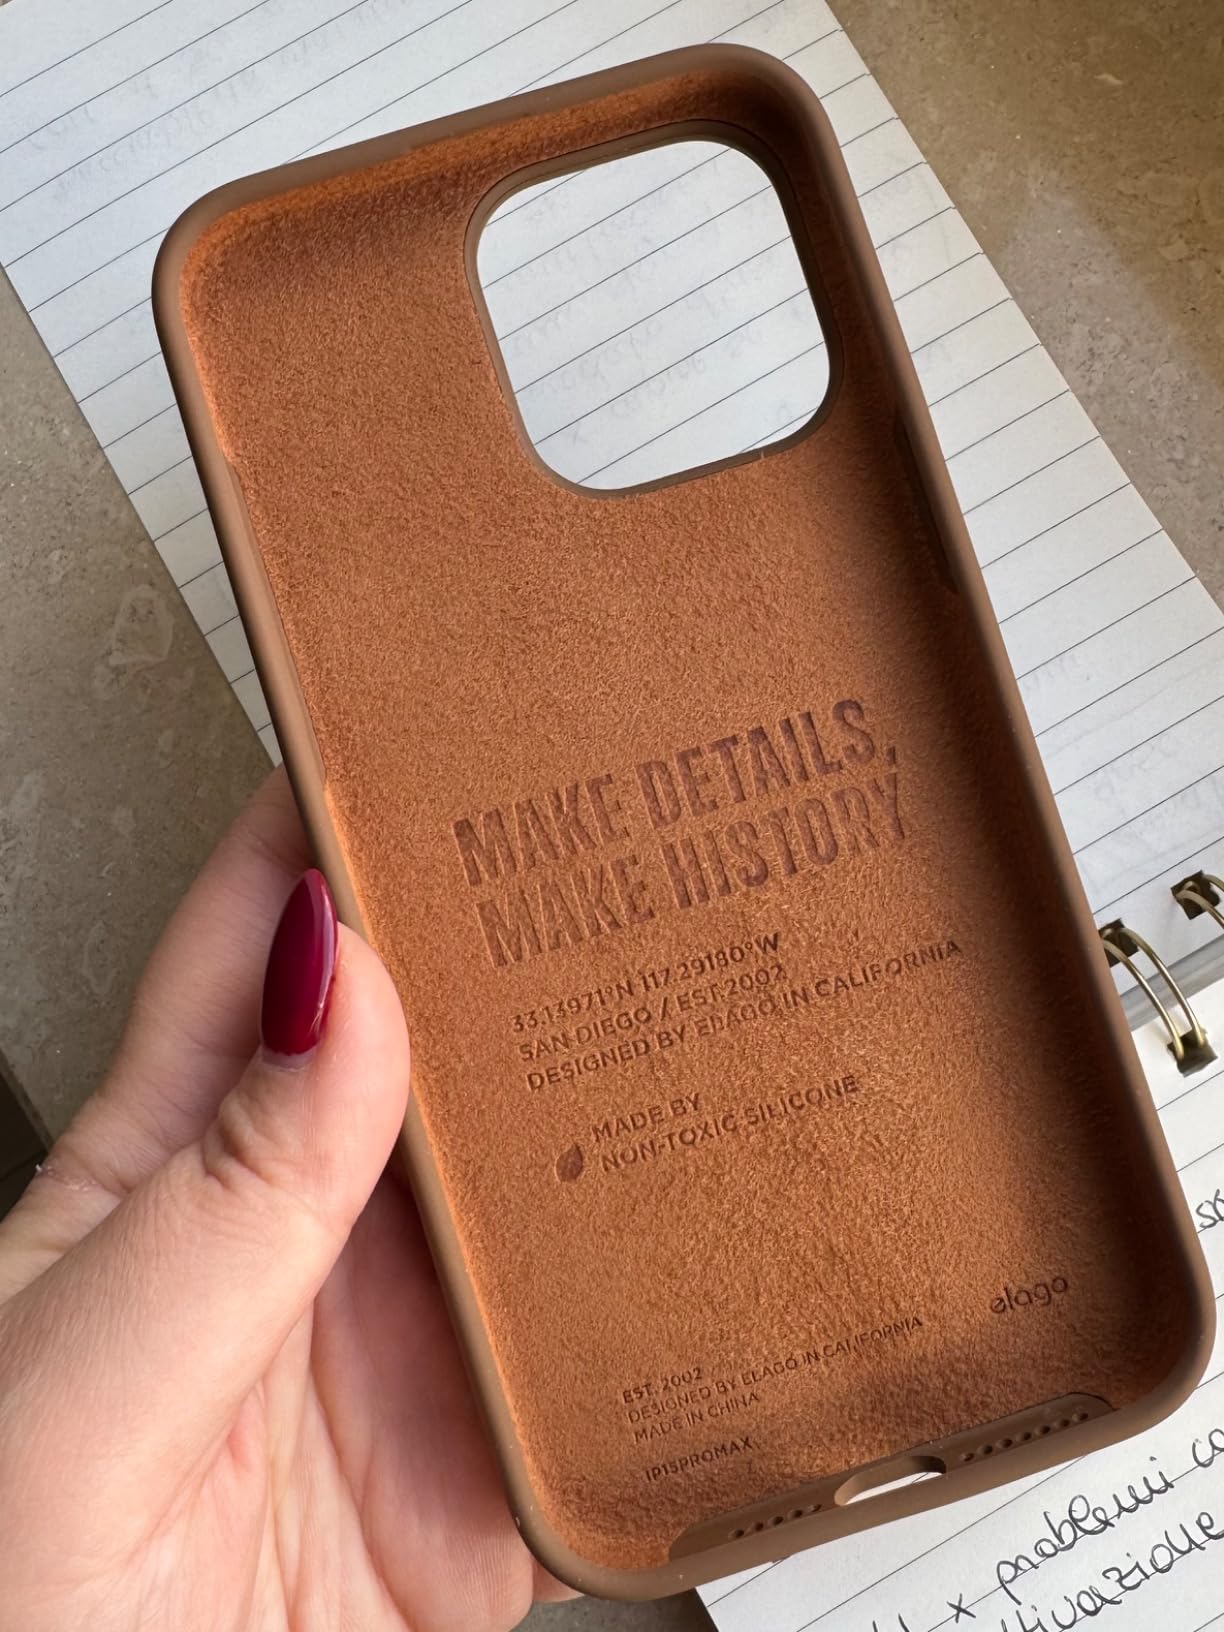 MAKE DETAILS,
MAKE HISTORY
33.13971°N 117.29180°W
SAN DIEGO / EST.2002
DESIGNED BY ELAGO IN CALIFORNIA
MADE BY
NON-TOXIC SILICONE
elago
EST. 2002
DESIGNED BY ELAGO IN CALIFORNIA
MADE IN CHINA
IP15PROMAX
x problemi